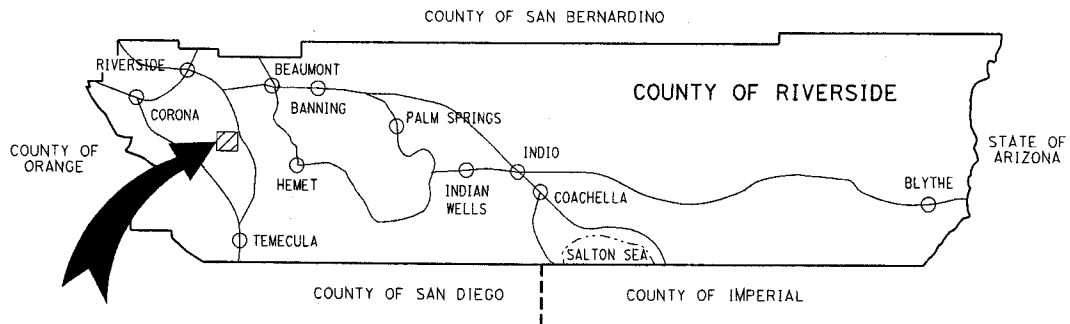 COUNTY OF SAN BERNARDINO
RIVERSIDE
BEAUMONT
COUNTY OF RIVERSIDE
CORONA
BANNING
PALM SPRINGS
COUNTY OF
ORANGE
STATE OF
ARIZONA
INDIO
HEMET
INDIAN
WELLS
COACHELLA
BLYTHE
TEMECULA
SALTON SEA
COUNTY OF SAN DIEGO
COUNTY OF IMPERIAL